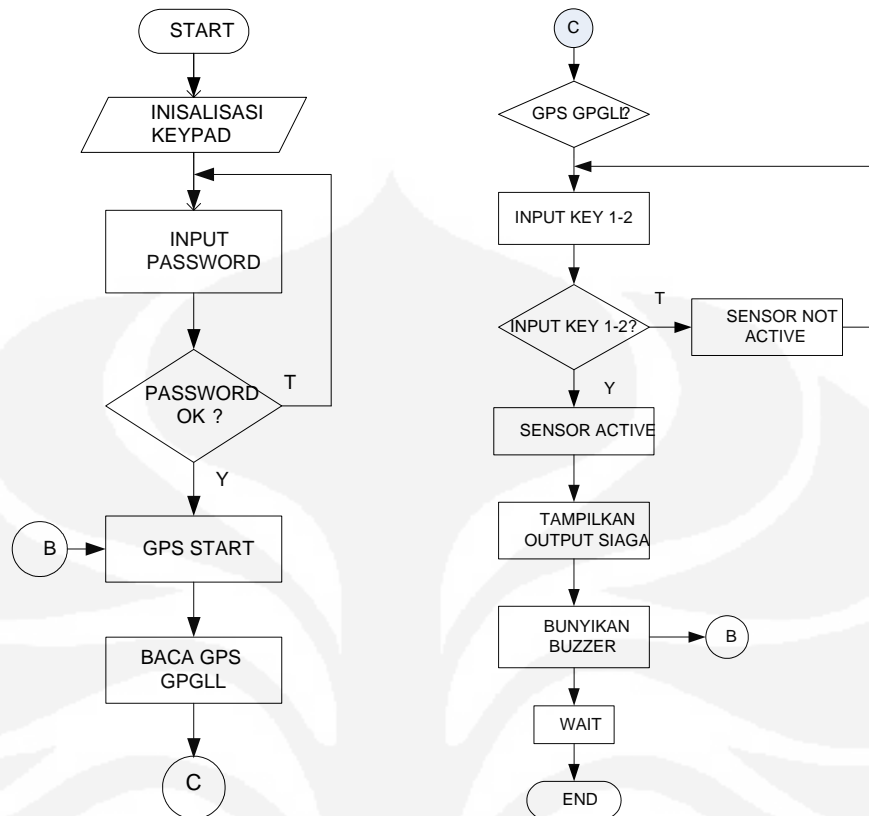 START
INISALISASI
KEYPAD
INPUT
PASSWORD
PASSWORD
OK ?
T
Y
B
GPS START
BACA GPS
GPGLL
C
C
GPS GPGLL?
INPUT KEY 1-2
INPUT KEY 1-2?
T
SENSOR NOT
ACTIVE
Y
SENSOR ACTIVE
TAMPILKAN
OUTPUT SIAGA
BUNYIKAN
BUZZER
B
WAIT
END